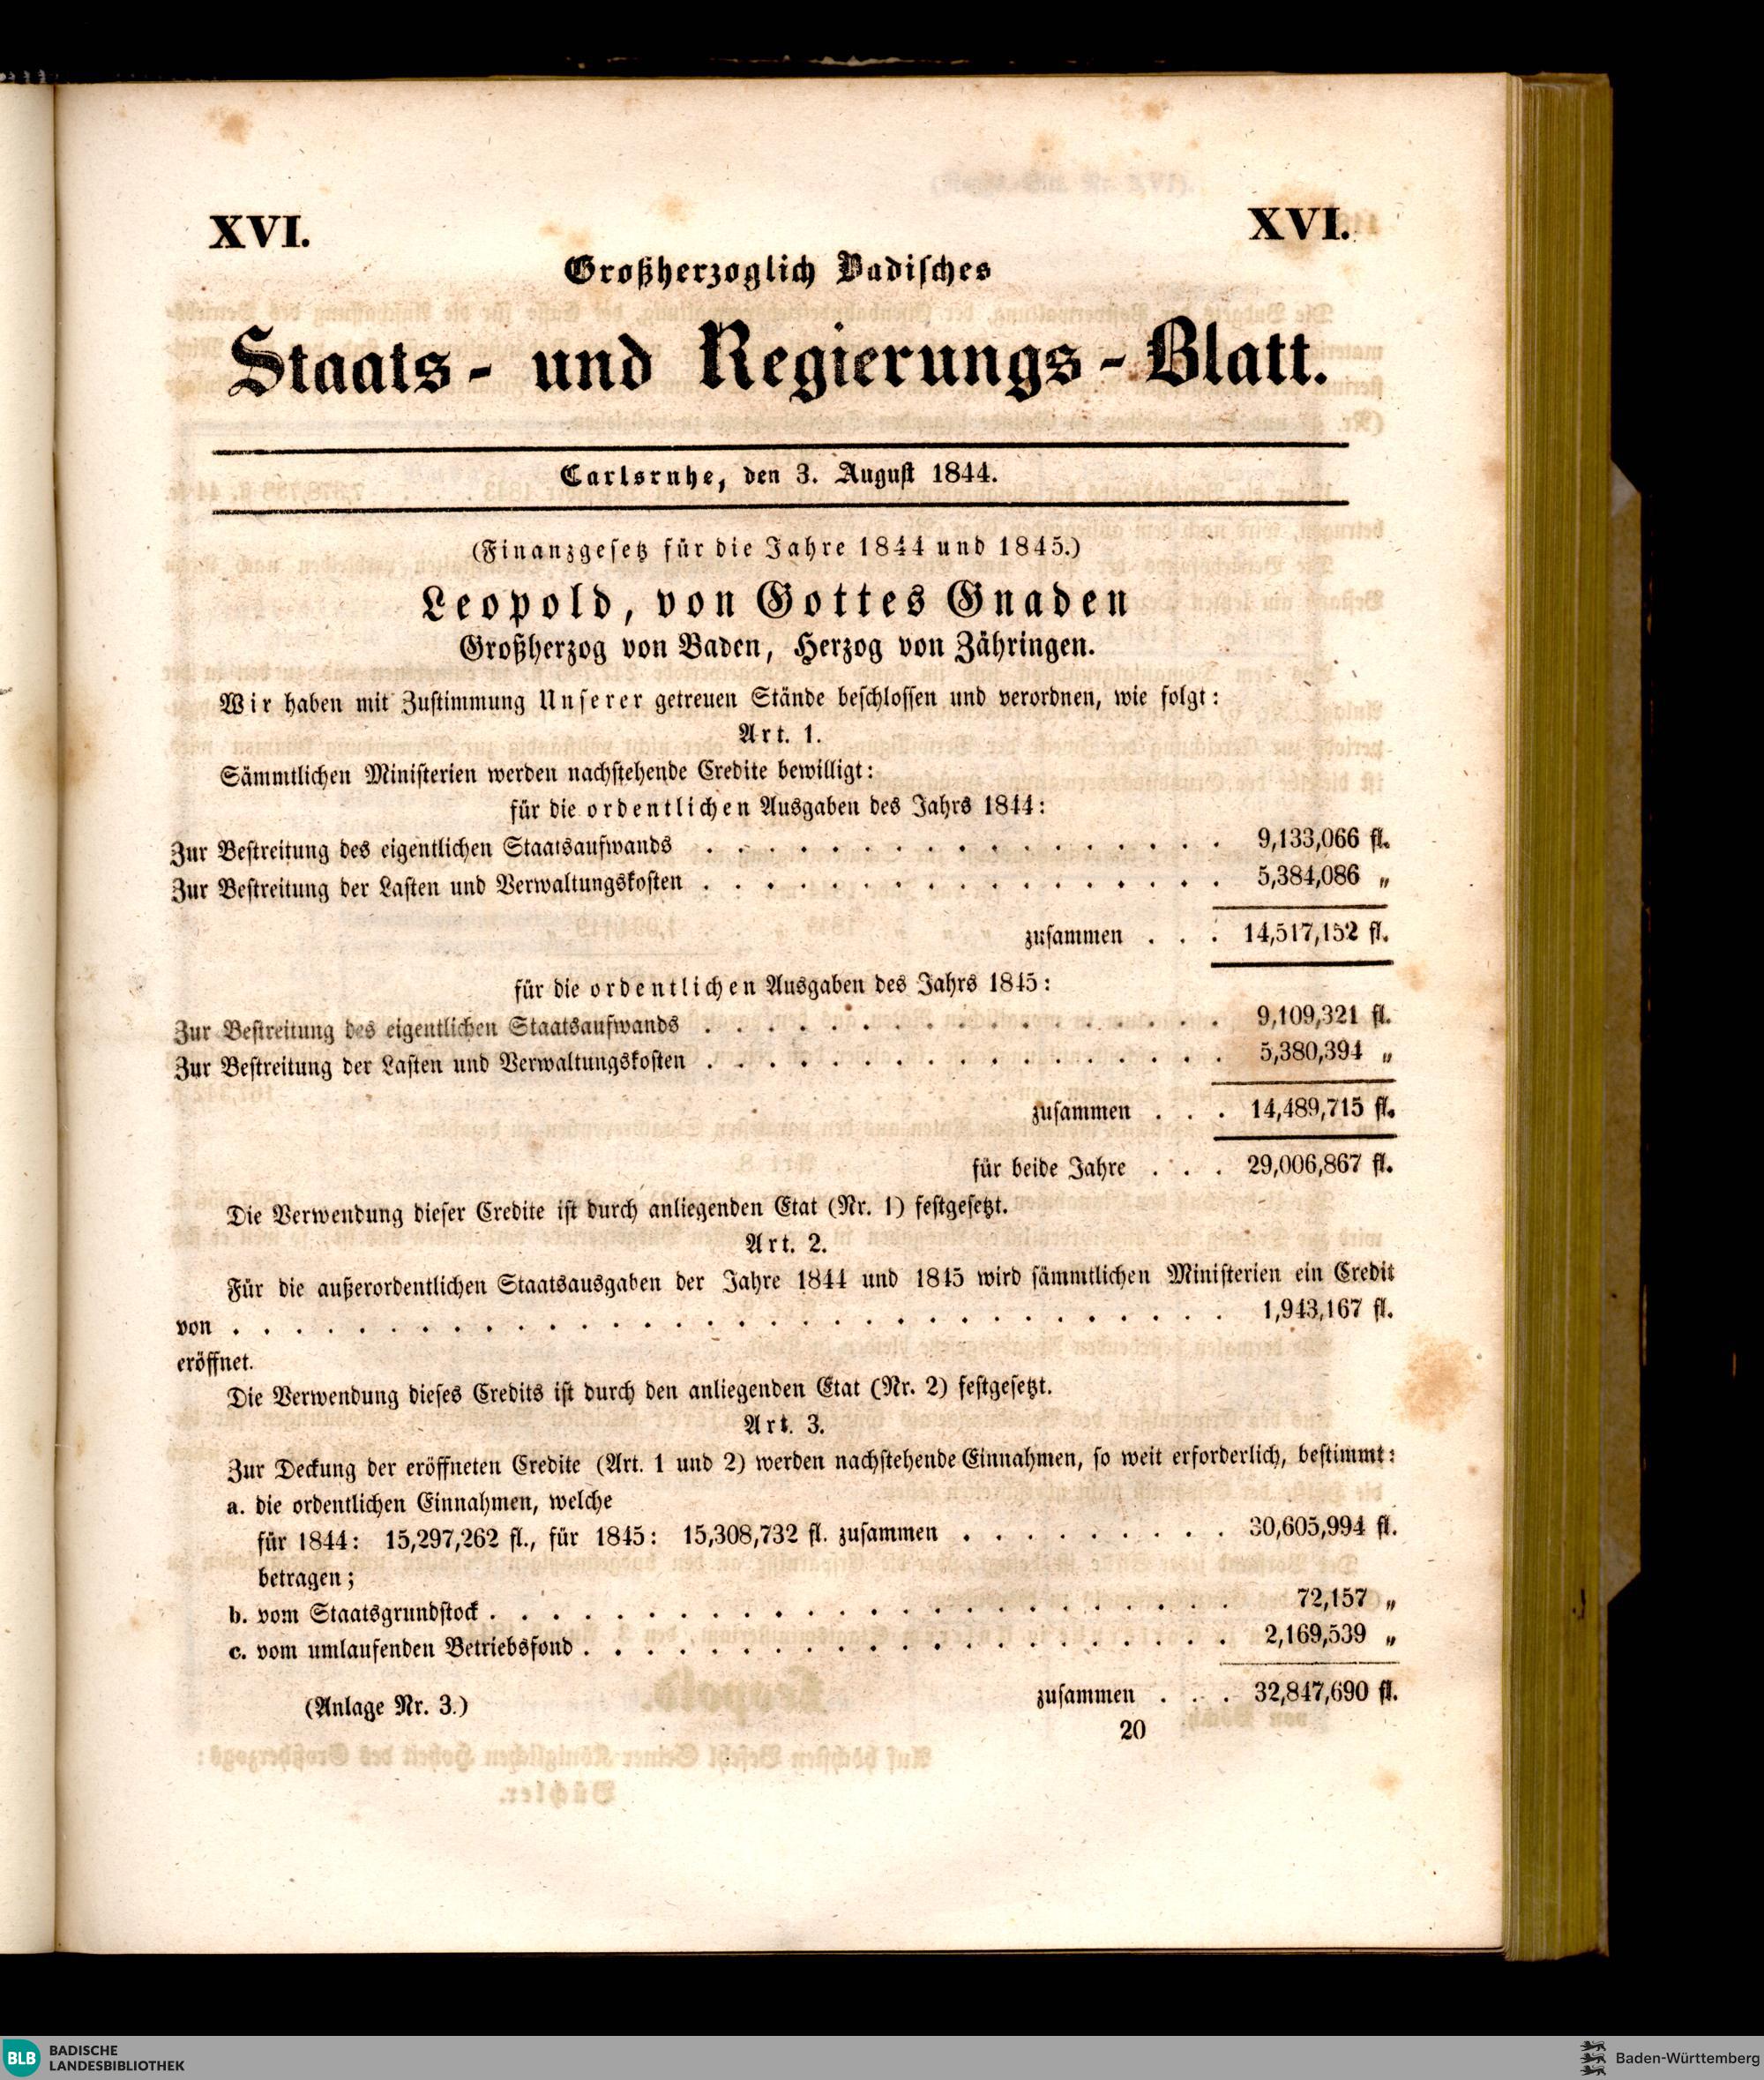 XVI. XVI.
Großherzoglich Badisches
Staats- und Regierungs-Blatt.
Carlsruhe, den 3. August 1844.
(Finanzgesetz für die Jahre 1844 und 1845.)
Leopold, von Gottes Gnaden
Großherzog von Baden, Herzog von Zähringen.
Wir haben mit Zustimmung Unserer getreuen Stände beschlossen und verordnen, wie folgt:
Art. 1.
Sämmtlichen Ministerien werden nachstehende Credite bewilligt:
für die ordentlichen Ausgaben des Jahrs 1844:
Zur Bestreitung des eigentlichen Staatsaufwands . . . . . . . . . . . . . . . . . 9,133,066 fl.
Zur Bestreitung der Lasten und Verwaltungskosten . . . . . . . . . . . . . . . . . 5,384,086 „
zusammen . . . 14,517,152 fl.
für die ordentlichen Ausgaben des Jahrs 1845:
Zur Bestreitung des eigentlichen Staatsaufwands . . . . . . . . . . . . . . . . . 9,109,321 fl.
Zur Bestreitung der Lasten und Verwaltungskosten . . . . . . . . . . . . . . . . . 5,380,394 „
zusammen . . . 14,489,715 fl.
für beide Jahre . . . 29,006,867 fl.
Die Verwendung dieser Credite ist durch anliegenden Etat (Nr. 1) festgesetzt.
Art. 2.
Für die außerordentlichen Staatsausgaben der Jahre 1844 und 1845 wird sämmtlichen Ministerien ein Credit
von . . . . . . . . . . . . . . . . . . . . . . . . . . . . . . . . 1,943,167 fl.
eröffnet.
Die Verwendung dieses Credits ist durch den anliegenden Etat (Nr. 2) festgesetzt.
Art. 3.
Zur Deckung der eröffneten Credite (Art. 1 und 2) werden nachstehende Einnahmen, so weit erforderlich, bestimmt:
a. die ordentlichen Einnahmen, welche
für 1844: 15,297,262 fl., für 1845: 15,308,732 fl. zusammen . . . . . . . . . 30,605,994 fl.
betragen;
b. vom Staatsgrundstock . . . . . . . . . . . . . . . . . . . . . . . . 72,157 „
c. vom umlaufenden Betriebsfond . . . . . . . . . . . . . . . . . . . . . 2,169,539 „
(Anlage Nr. 3.) zusammen . . . 32,847,690 fl.
20
BLB BADISCHE
LANDESBIBLIOTHEK
Baden-Württemberg